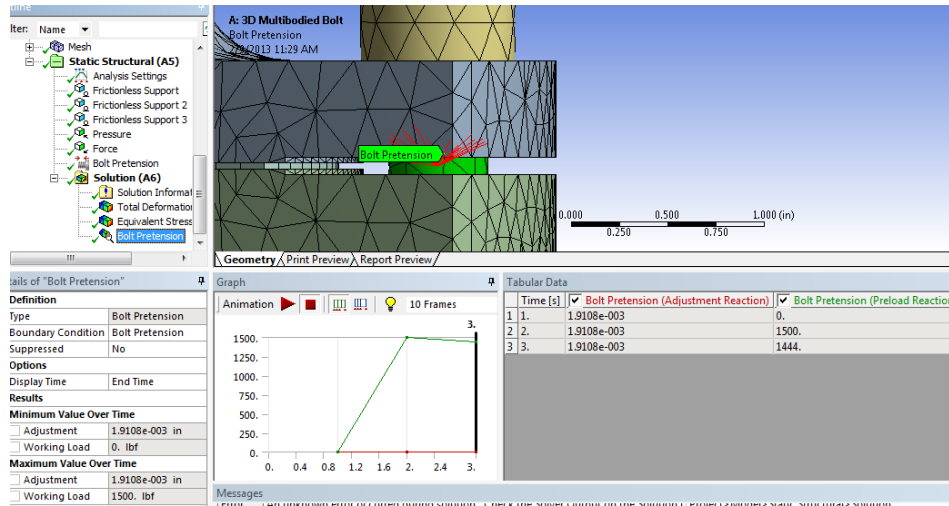 utline
ilter: Name
Mesh
Static Structural (A5)
Analysis Settings
Frictionless Support
Frictionless Support 2
Frictionless Support 3
Pressure
Force
Bolt Pretension
Solution (A6)
Solution Informat
Total Deformation
Equivalent Stress
Bolt Pretension
A: 3D Multibodied Bolt
Bolt Pretension
2013 11:29 AM
Bolt Pretension
0.000 0.500 1.000 (in)
0.250 0.750
Geometry Print Preview Report Preview
tails of "Bolt Pretension"
Definition
Type Bolt Pretension
Boundary Condition Bolt Pretension
Suppressed No
Options
Display Time End Time
Results
Minimum Value Over Time
Adjustment 1.9108e-003 in
Working Load 0. lbf
Maximum Value Over Time
Adjustment 1.9108e-003 in
Working Load 1500. lbf
Graph
Animation 10 Frames
3.
1500.
1250.
1000.
750.
500.
250.
0.
0. 0.4 0.8 1.2 1.6 2. 2.4 3.
Tabular Data
Time [s] Bolt Pretension (Adjustment Reaction) Bolt Pretension (Preload Reaction
1 1. 1.9108e-003 0.
2 2. 1.9108e-003 1500.
3 3. 1.9108e-003 1444.
Messages